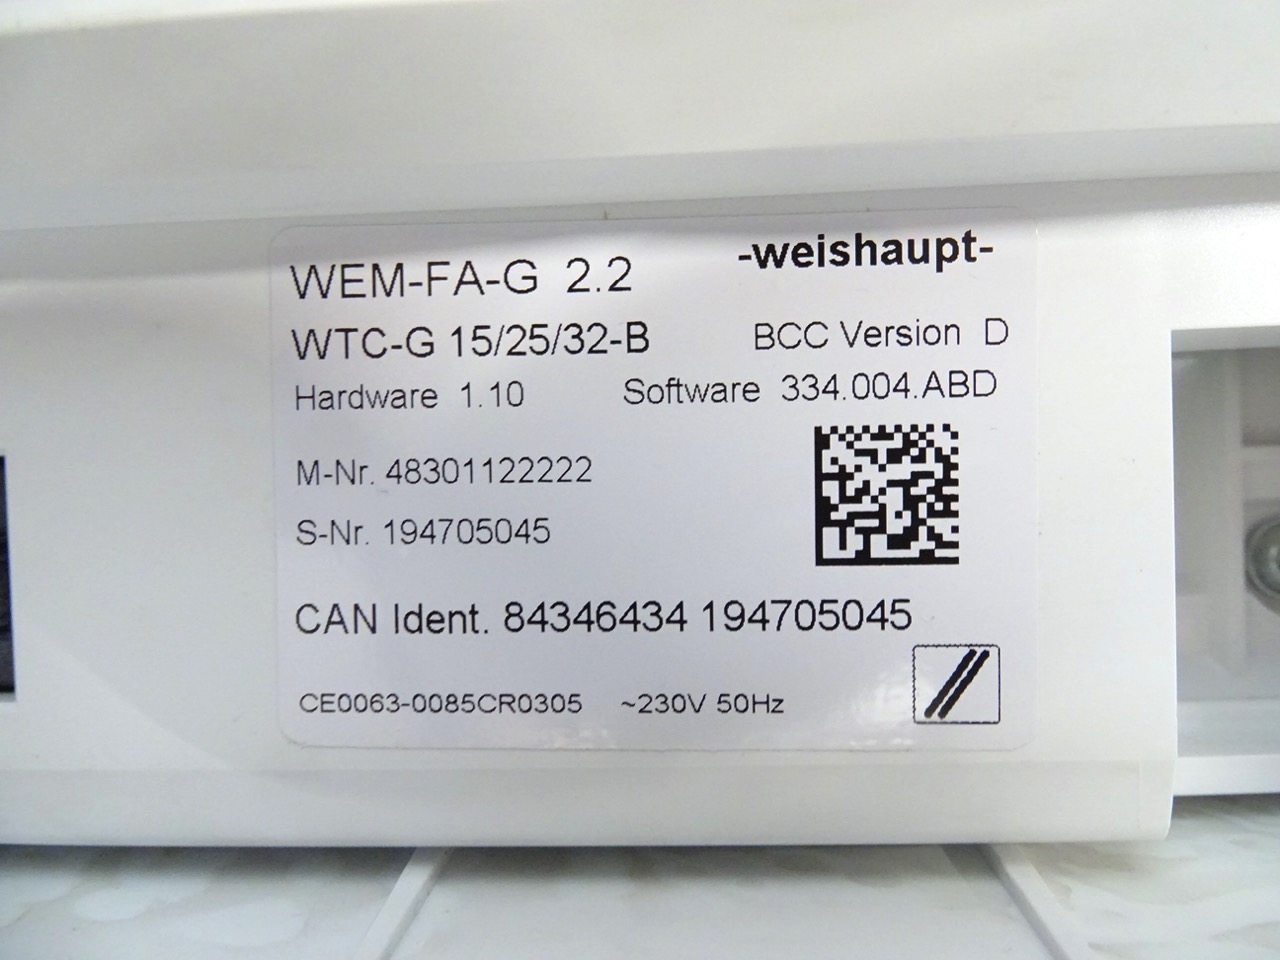 -weishaupt-
WEM-FA-G 2.2
WTC-G 15/25/32-B BCC Version D
Hardware 1.10 Software 334.004.ABD
M-Nr. 48301122222
S-Nr. 194705045
CAN Ident. 84346434 194705045
CE0063-0085CR0305 ~230V 50Hz